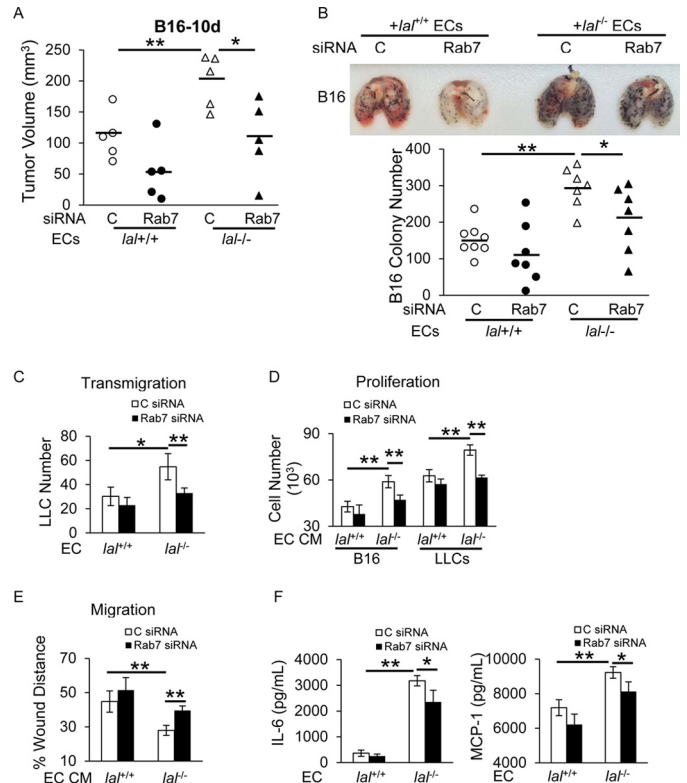 A
B16-10d
Tumor Volume (mm3)
250
200
150
100
50
0
** *
siRNA C Rab7 C Rab7
ECs lal+/+ lal-/-
B
+lal+/+ ECs +lal-/- ECs
siRNA C Rab7 C Rab7
B16
B16 Colony Number
400
300
200
100
0
** *
siRNA C Rab7 C Rab7
ECs lal+/+ lal-/-
C
Transmigration
C siRNA
Rab7 siRNA
LLC Number
80
60
40
20
0
* **
EC lal+/+ lal-/-
D
Proliferation
C siRNA
Rab7 siRNA
Cell Number
(103)
90
60
30
** ** ** **
EC CM lal+/+ lal-/- lal+/+ lal-/-
B16 LLCs
E
Migration
C siRNA
Rab7 siRNA
% Wound Distance
70
50
30
10
** **
EC CM lal+/+ lal-/-
F
C siRNA
Rab7 siRNA
IL-6 (pg/mL)
4000
3000
2000
1000
0
** *
EC lal+/+ lal-/-
C siRNA
Rab7 siRNA
MCP-1 (pg/mL)
10000
8000
6000
4000
** *
EC lal+/+ lal-/-